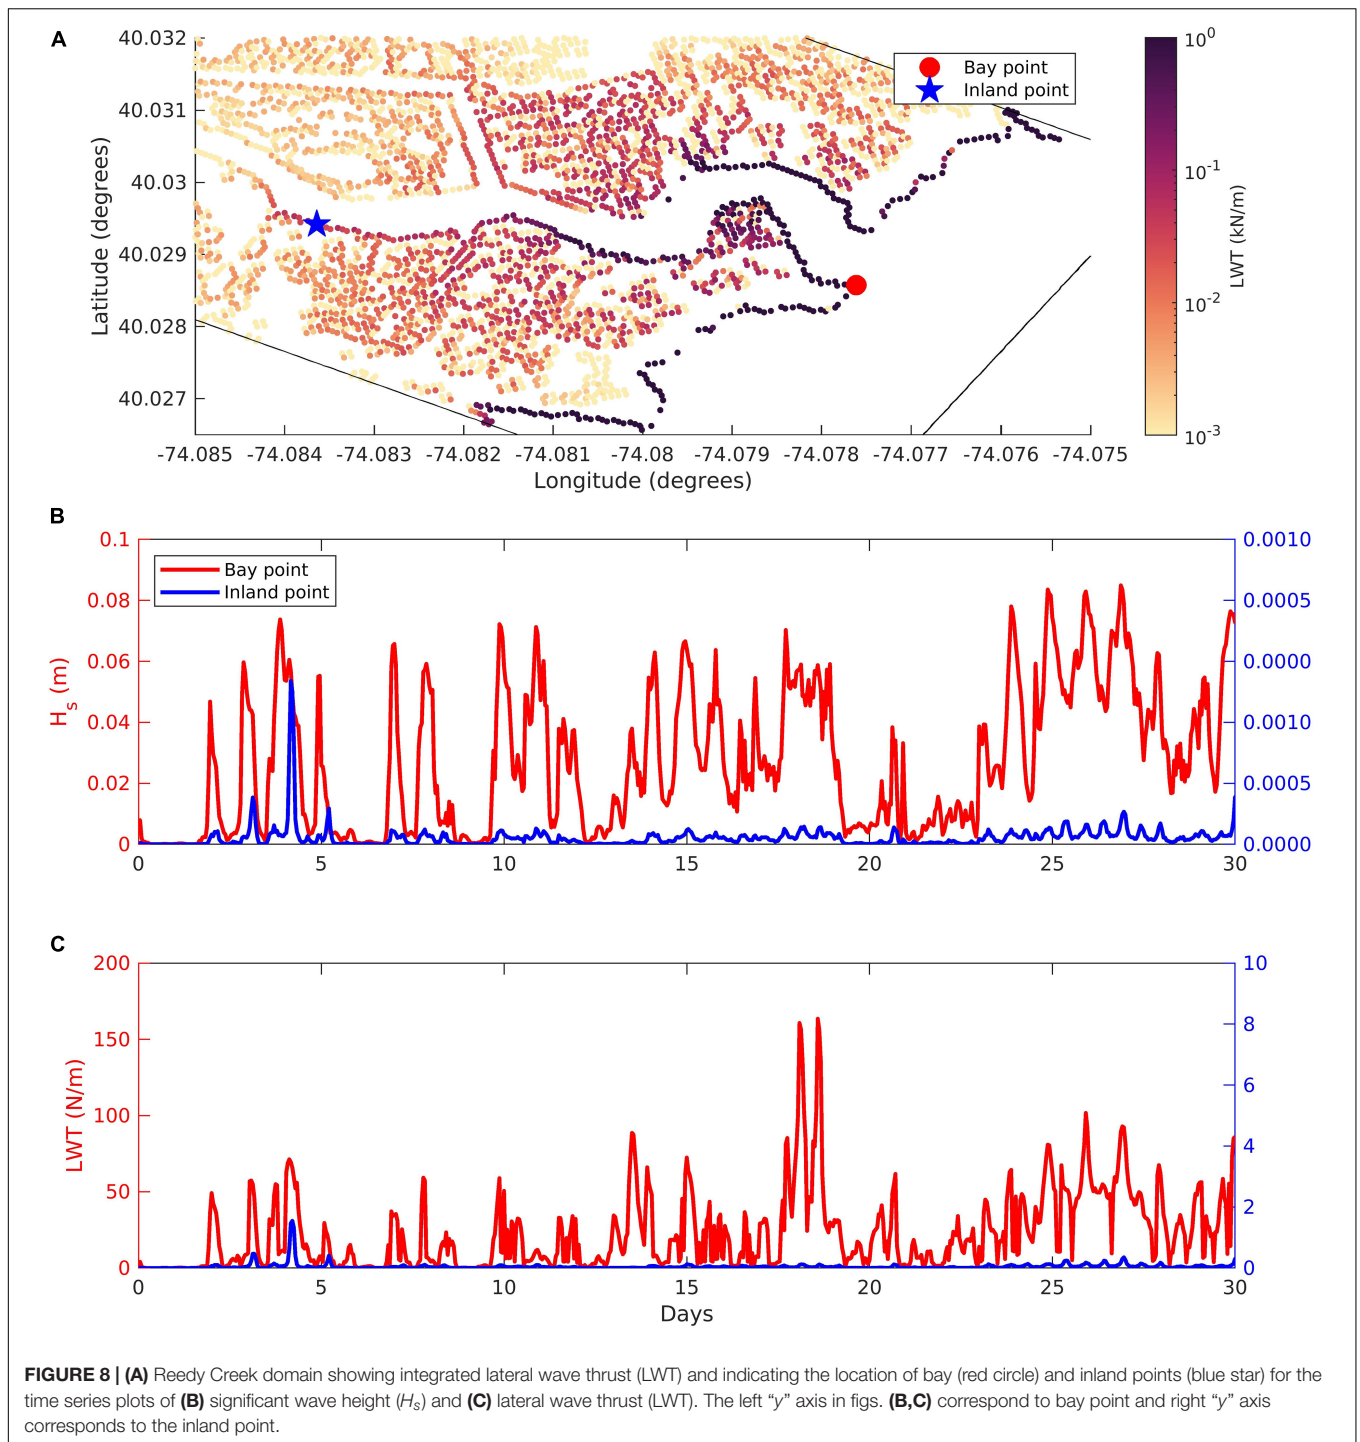 A
40.032
40.031
40.03
40.029
40.028
40.027
Latitude (degrees)
-74.085 -74.084 -74.083 -74.082 -74.081 -74.08 -74.079 -74.078 -74.077 -74.076 -74.075
Longitude (degrees)
Bay point
Inland point
10^0
10^-1
10^-2
10^-3
LWT (kN/m)
B
0.1
0.08
0.06
0.04
0.02
0
H_s (m)
Bay point
Inland point
0.0010
0.0005
0.0000
0.0010
0.0005
0.0000
0 5 10 15 20 25 30
C
200
150
100
50
0
LWT (N/m)
10
8
6
4
2
0
0 5 10 15 20 25 30
Days
FIGURE 8 | (A) Reedy Creek domain showing integrated lateral wave thrust (LWT) and indicating the location of bay (red circle) and inland points (blue star) for the
time series plots of (B) significant wave height (H_s) and (C) lateral wave thrust (LWT). The left “y” axis in figs. (B,C) correspond to bay point and right “y” axis
corresponds to the inland point.